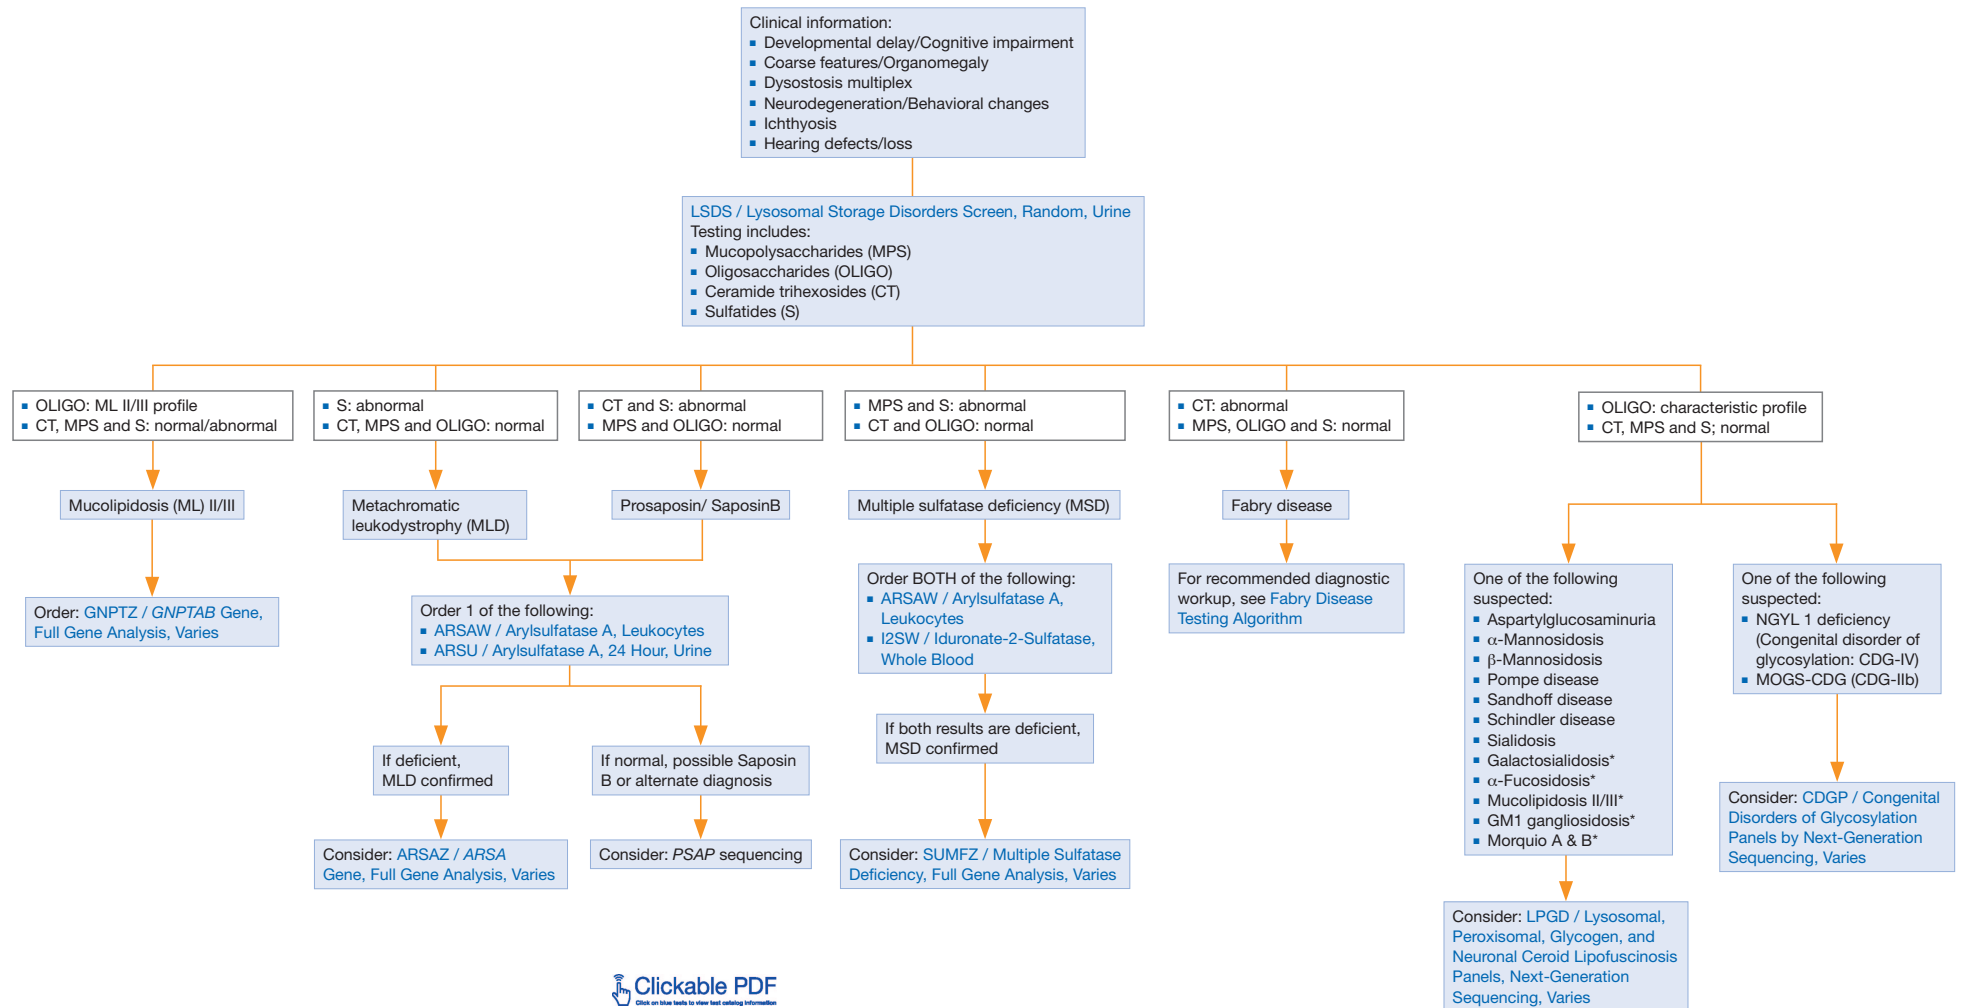 Clinical information:
▪ Developmental delay/Cognitive impairment
▪ Coarse features/Organomegaly
▪ Dysostosis multiplex
▪ Neurodegeneration/Behavioral changes
▪ Ichthyosis
▪ Hearing defects/loss
LSDS / Lysosomal Storage Disorders Screen, Random, Urine
Testing includes:
▪ Mucopolysaccharides (MPS)
▪ Oligosaccharides (OLIGO)
▪ Ceramide trihexosides (CT)
▪ Sulfatides (S)
▪ OLIGO: ML II/III profile
▪ CT, MPS and S: normal/abnormal
▪ S: abnormal
▪ CT, MPS and OLIGO: normal
▪ CT and S: abnormal
▪ MPS and OLIGO: normal
▪ MPS and S: abnormal
▪ CT and OLIGO: normal
▪ CT: abnormal
▪ MPS, OLIGO and S: normal
▪ OLIGO: characteristic profile
▪ CT, MPS and S; normal
Mucolipidosis (ML) II/III
Metachromatic
leukodystrophy (MLD)
Prosaposin/ SaposinB
Multiple sulfatase deficiency (MSD)
Fabry disease
Order: GNPTZ / GNPTAB Gene,
Full Gene Analysis, Varies
Order 1 of the following:
▪ ARSAW / Arylsulfatase A, Leukocytes
▪ ARSU / Arylsulfatase A, 24 Hour, Urine
Order BOTH of the following:
▪ ARSAW / Arylsulfatase A,
Leukocytes
▪ I2SW / Iduronate-2-Sulfatase,
Whole Blood
For recommended diagnostic
workup, see Fabry Disease
Testing Algorithm
One of the following
suspected:
▪ Aspartylglucosaminuria
▪ α-Mannosidosis
▪ β-Mannosidosis
▪ Pompe disease
▪ Sandhoff disease
▪ Schindler disease
▪ Sialidosis
▪ Galactosialidosis*
▪ α-Fucosidosis*
▪ Mucolipidosis II/III*
▪ GM1 gangliosidosis*
▪ Morquio A & B*
One of the following
suspected:
▪ NGYL 1 deficiency
(Congenital disorder of
glycosylation: CDG-IV)
▪ MOGS-CDG (CDG-IIb)
If deficient,
MLD confirmed
If normal, possible Saposin
B or alternate diagnosis
If both results are deficient,
MSD confirmed
Consider: ARSAZ / ARSA
Gene, Full Gene Analysis, Varies
Consider: PSAP sequencing
Consider: SUMFZ / Multiple Sulfatase
Deficiency, Full Gene Analysis, Varies
Consider: CDGP / Congenital
Disorders of Glycosylation
Panels by Next-Generation
Sequencing, Varies
Consider: LPGD / Lysosomal,
Peroxisomal, Glycogen, and
Neuronal Ceroid Lipofuscinosis
Panels, Next-Generation
Sequencing, Varies
Clickable PDF
Click on blue tests to view test catalog information